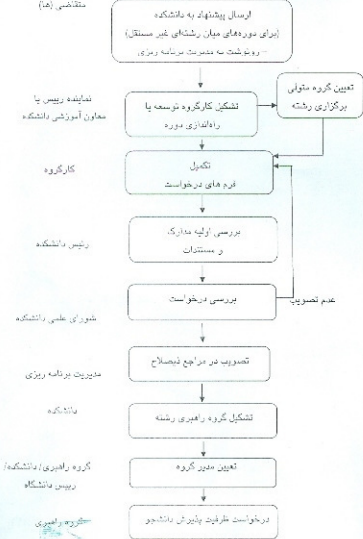 متقاضی (ها)
ارسال پیشنهاد به دانشکده
(برای دوره‌های میان رشته‌ای غیر مستقل)
– رونوشت به مدیریت برنامه ریزی
نماینده رییس یا
معاون آموزشی دانشکده
تشکیل کارگروه توسعه یا
راه‌اندازی دوره
تعیین گروه متولی
برگزاری رشته
کارگروه
تکمیل
فرم های درخواست
رئیس دانشکده
بررسی اولیه مدارک
و مستندات
بررسی درخواست
عدم تصویب
شورای علمی دانشکده
تصویب در مراجع ذیصلاح
مدیریت برنامه ریزی
دانشکده
تشکیل گروه راهبری رشته
گروه راهبری/ دانشکده/
رییس دانشگاه
تعیین مدیر گروه
گروه راهبری
درخواست ظرفیت پذیرش دانشجو